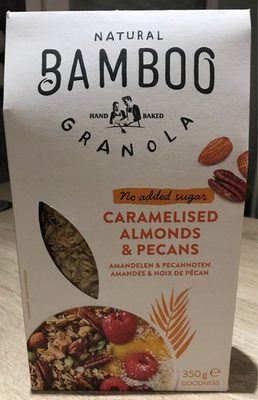 NATURAL
BAMBOO
HAND BAKED
GRANOLA
No added sugar
CARAMELISED
ALMONDS
& PECANS
AMANDELEN & PECANNOTEN
AMANDES & NOIX DE PÉCAN
350g e
GOODNESS